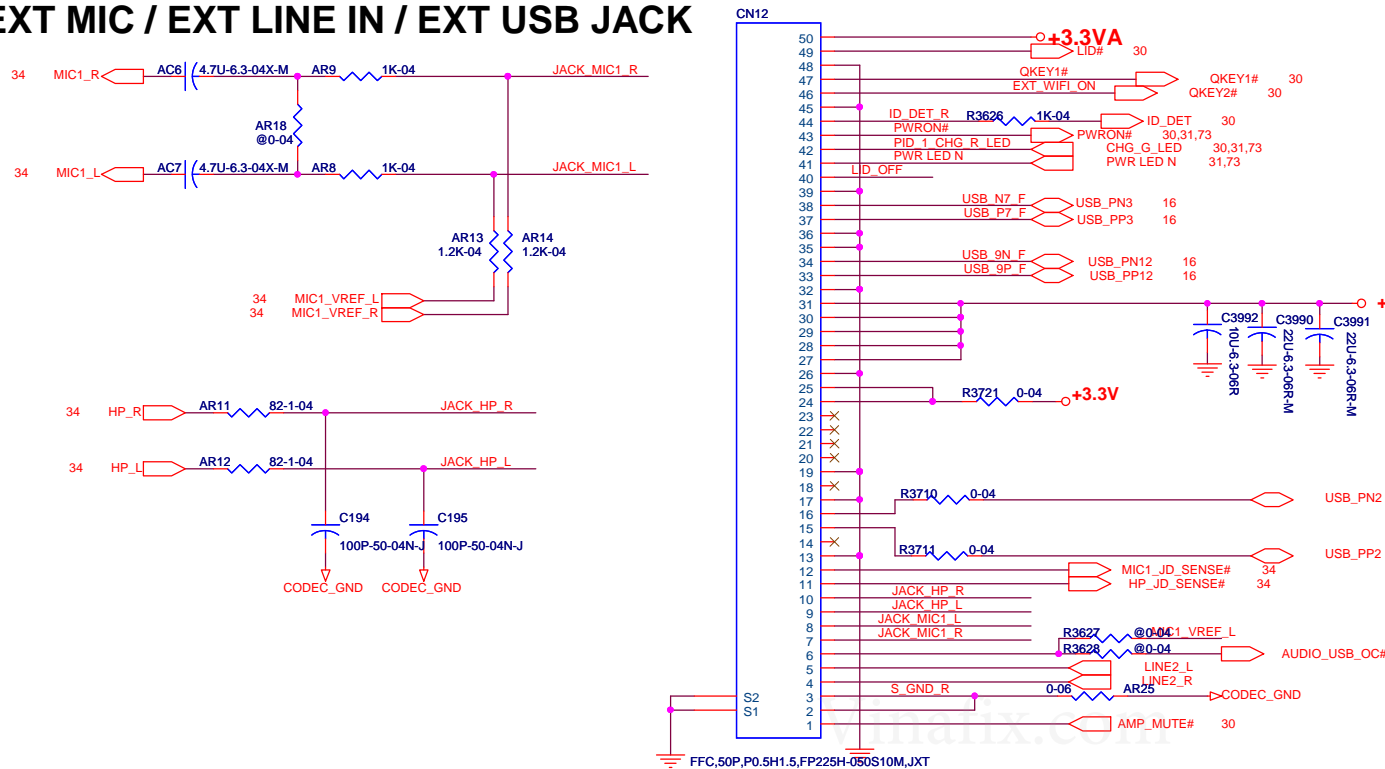 EXT MIC / EXT LINE IN / EXT USB JACK
34 MIC1_R AC6 4.7U-6.3-04X-M AR9 1K-04 JACK_MIC1_R
AR18
@0-04
34 MIC1_L AC7 4.7U-6.3-04X-M AR8 1K-04 JACK_MIC1_L
AR13 AR14
1.2K-04 1.2K-04
34 MIC1_VREF_L
34 MIC1_VREF_R
34 HP_R AR11 82-1-04 JACK_HP_R
34 HP_L AR12 82-1-04 JACK_HP_L
C194 C195
100P-50-04N-J 100P-50-04N-J
CODEC_GND CODEC_GND
CN12
50 +3.3VA
49 LID# 30
48
47 QKEY1# QKEY1# 30
46 EXT_WIFI_ON QKEY2# 30
45
44 ID_DET_R R3626 1K-04 ID_DET 30
43 PWRON# PWRON# 30,31,73
42 PID_1_CHG_R_LED CHG_G_LED 30,31,73
41 PWR LED N PWR LED N 31,73
40 LID_OFF
39
38 USB_N7_F USB_PN3 16
37 USB_P7_F USB_PP3 16
36
35
34 USB_9N_F USB_PN12 16
33 USB_9P_F USB_PP12 16
32
31 +
30
29
28
27
C3992 C3990 C3991
10U-6.3-06R 22U-6.3-06R-M 22U-6.3-06R-M
26
25
24 R3721 0-04 +3.3V
23
22
21
20
19
18
17
16 R3710 0-04 USB_PN2
15
14
13 R3711 0-04 USB_PP2
12 MIC1_JD_SENSE# 34
11 HP_JD_SENSE# 34
10 JACK_HP_R
9 JACK_HP_L
8 JACK_MIC1_L
7 JACK_MIC1_R
R3627 @0-04 MIC1_VREF_L
6 R3628 @0-04 AUDIO_USB_OC#
5 LINE2_L
4 LINE2_R
3 S_GND_R 0-06 AR25 CODEC_GND
2
1 AMP_MUTE# 30
S2
S1
FFC,50P,P0.5H1.5,FP225H-050S10M,JXT
Vinafix.com